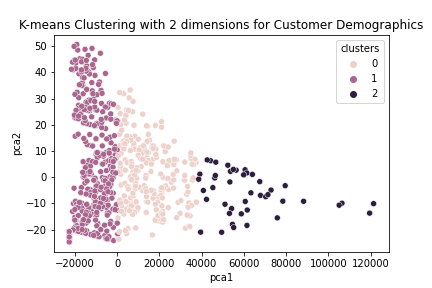 K-means Clustering with 2 dimensions for Customer Demographics
clusters
0
1
2
pca2
50
40
30
20
10
0
−10
−20
−20000 0 20000 40000 60000 80000 100000 120000
pca1